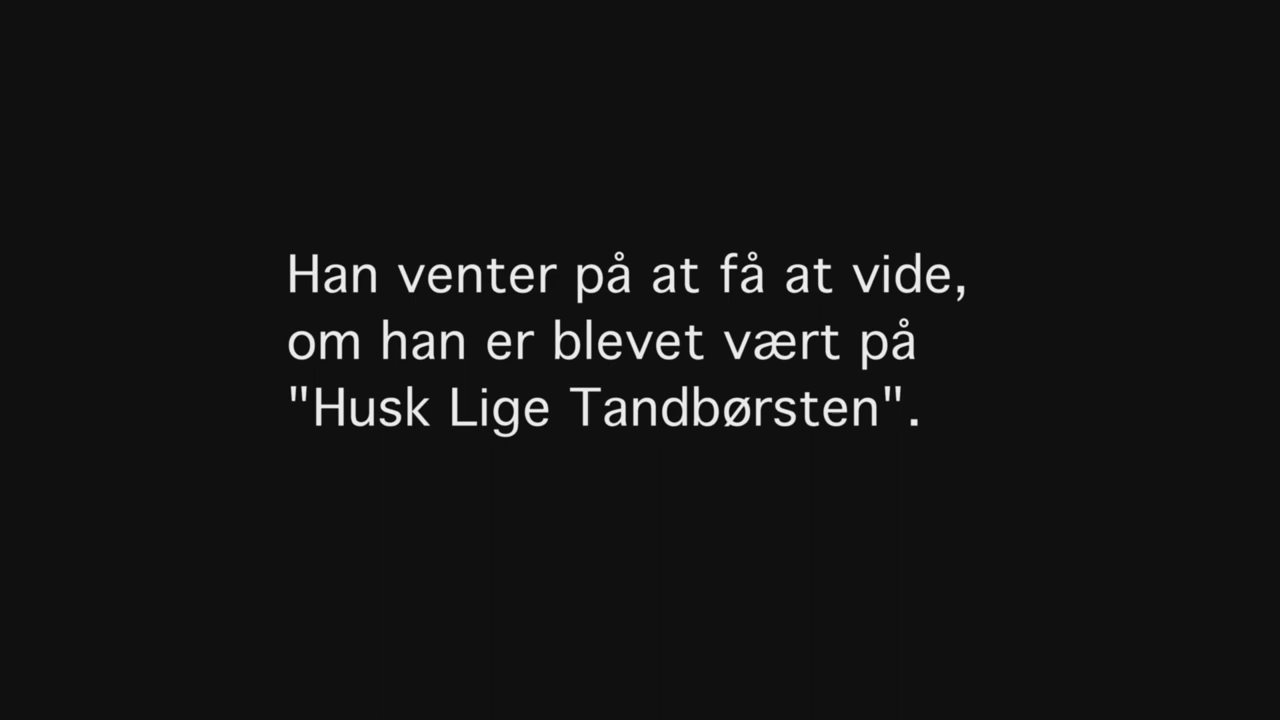 Han venter på at få at vide,
om han er blevet vært på
"Husk Lige Tandbørsten".